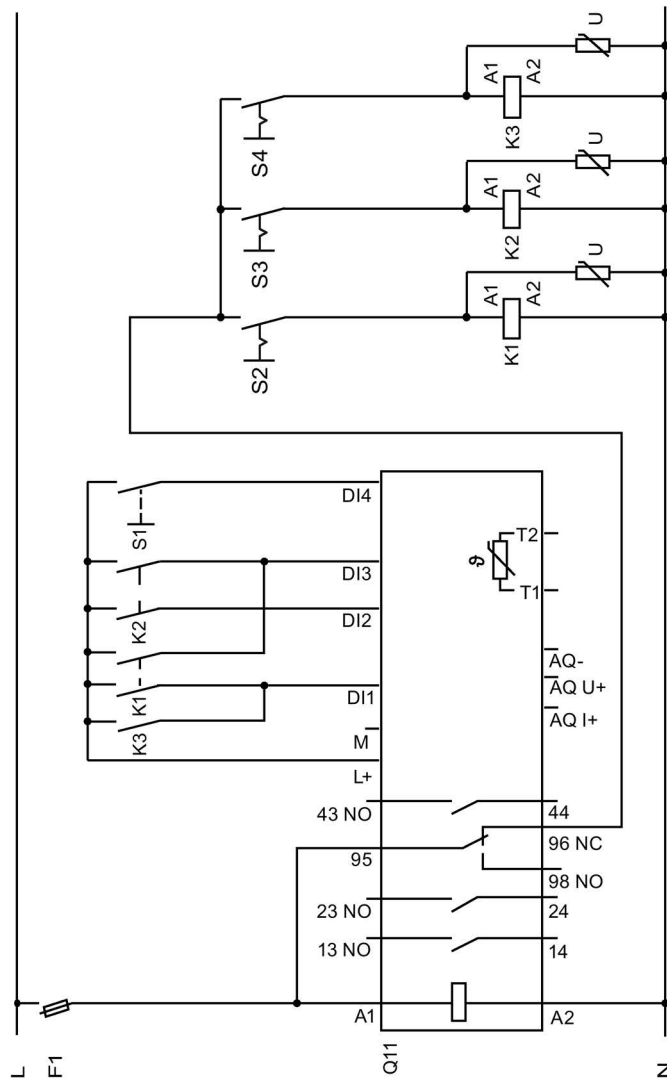 U
A1
A2
K3
S4
U
A1
A2
K2
S3
U
A1
A2
K1
S2
DI4
S1
T2
ϑ
DI3
K2
DI2
T1
AQ-
K1
DI1
AQ U+
K3
M
AQ I+
L+
43 NO
44
95
96 NC
98 NO
23 NO
24
13 NO
14
A1
A2
Q11
L
F1
N